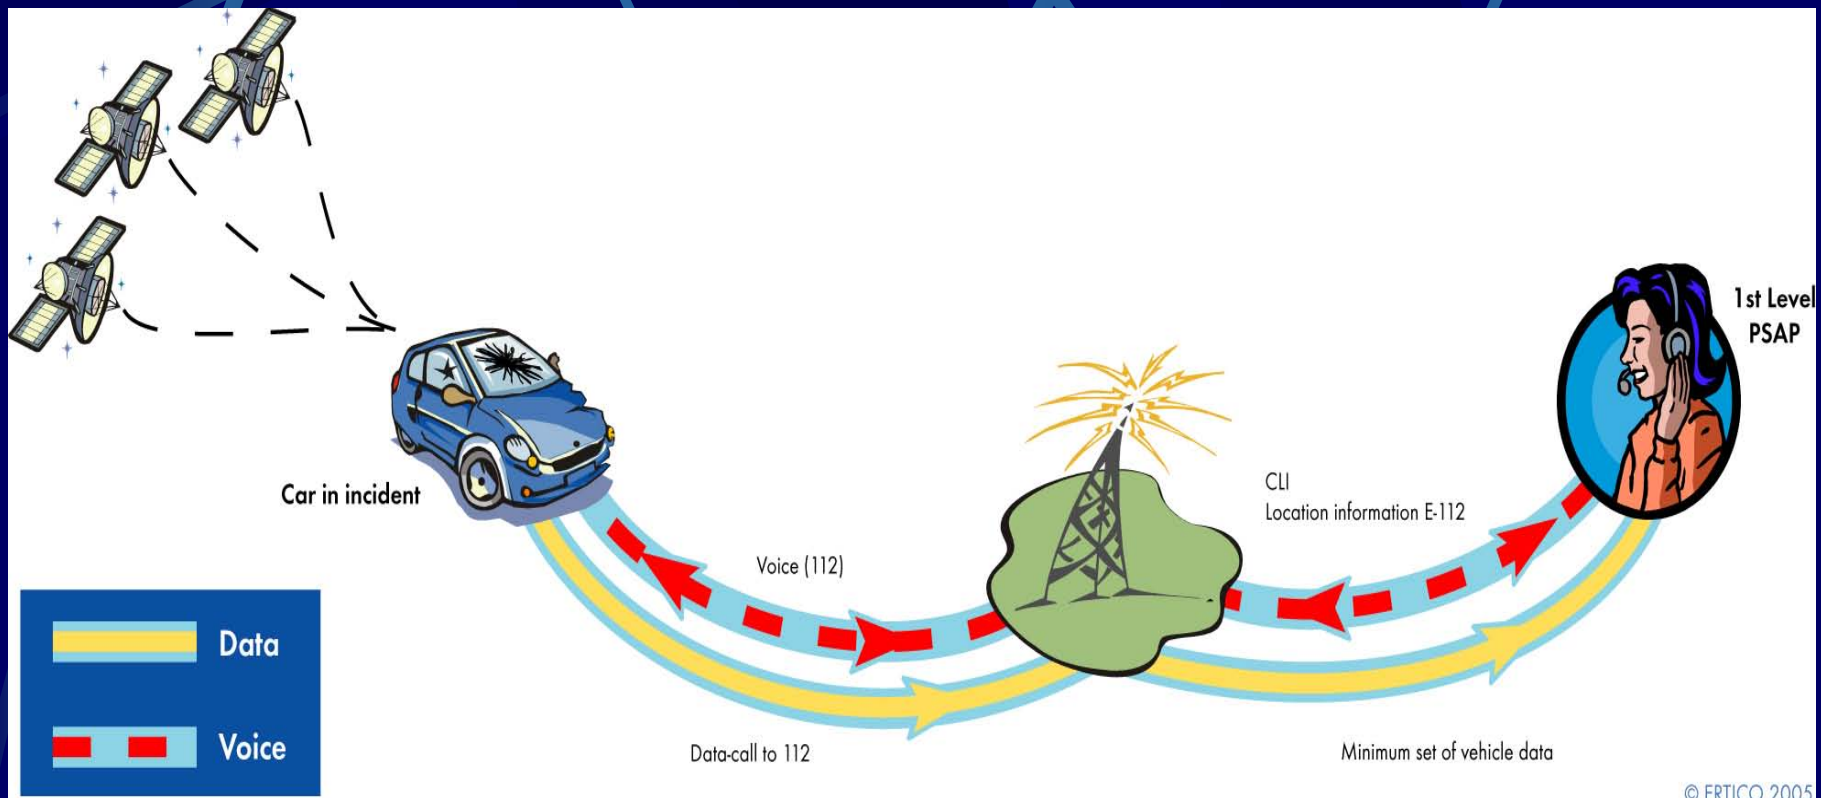 1st Level
PSAP
Car in incident
CLI
Location information E-112
Voice (112)
Data
Voice
Data-call to 112
Minimum set of vehicle data
© ERTICO 2005